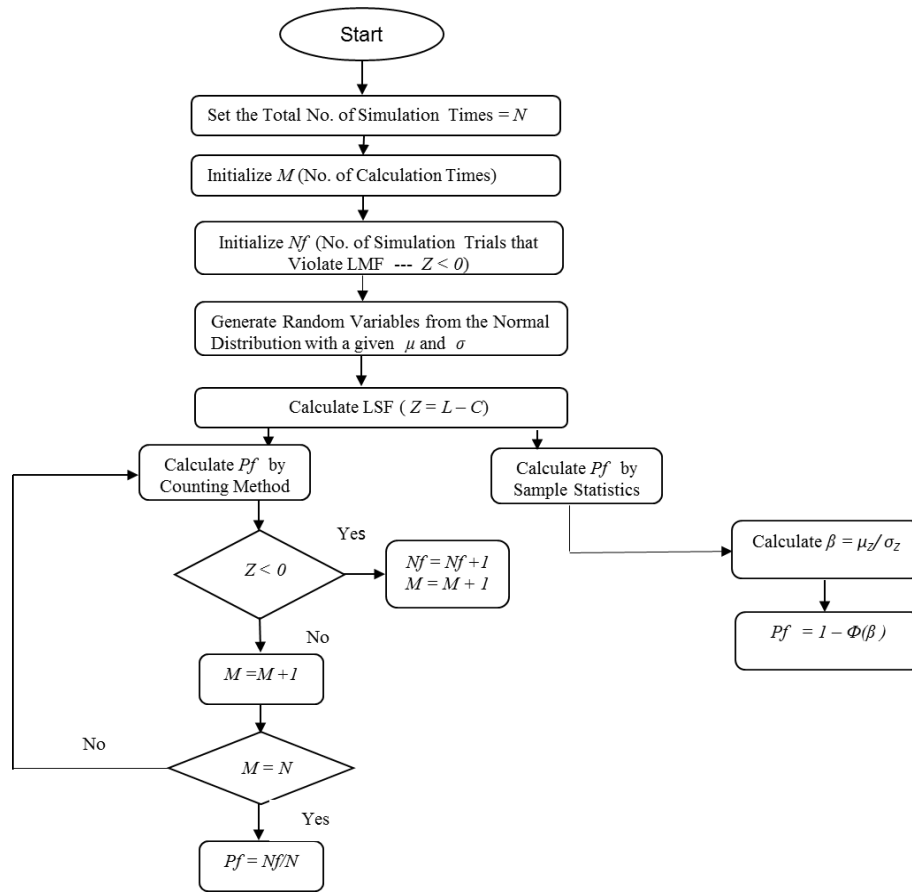 Start
Set the Total No. of Simulation Times = N
Initialize M (No. of Calculation Times)
Initialize Nf (No. of Simulation Trials that
Violate LMF --- Z < 0)
Generate Random Variables from the Normal
Distribution with a given μ and σ
Calculate LSF ( Z = L – C)
Calculate Pf by
Counting Method
Calculate Pf by
Sample Statistics
Yes
Z < 0
Nf = Nf +1
M = M + 1
Calculate β = μZ/ σZ
Pf = 1 – Φ(β )
No
M =M +1
No
M = N
Yes
Pf = Nf/N